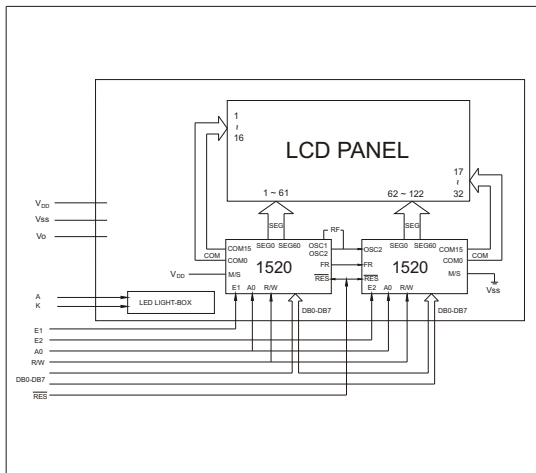 1
~
16
LCD PANEL
17
~
32
1 ~ 61
62 ~ 122
SEG
RF
SEG
VDD
Vss
Vo
COM
COM15
COM0
M/S
SEG0 SEG60
OSC1
OSC2
FR
RES
1520
E1 A0 R/W
VDD
OSC2
FR
RES
SEG0 SEG60
COM15
COM0
M/S
1520
E2 A0 R/W
COM
Vss
A
K
LED LIGHT-BOX
DB0-DB7
DB0-DB7
E1
E2
A0
R/W
DB0-DB7
RES